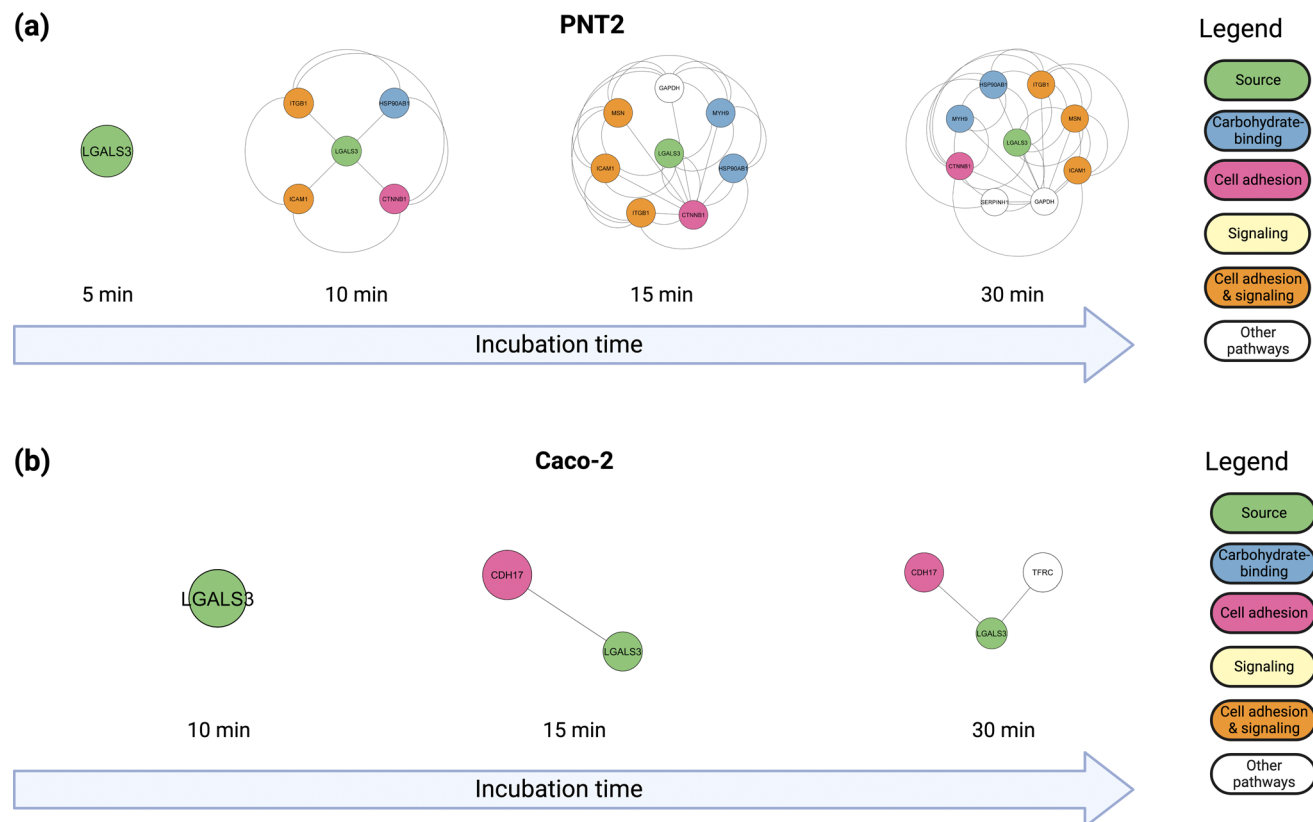 (a)
PNT2
Legend
LGALS3
ITGB1
HSP90AB1
LGALS3
ICAM1
CTNNB1
GAPDH
MSN
MYH9
LGALS3
ICAM1
HSP90AB1
ITGB1
CTNNB1
HSP90AB1
ITGB1
MYH9
MSN
LGALS3
CTNNB1
ICAM1
SERPINH1
GAPDH
5 min
10 min
15 min
30 min
Incubation time
Source
Carbohydrate-
binding
Cell adhesion
Signaling
Cell adhesion
& signaling
Other
pathways
(b)
Caco-2
Legend
LGALS3
CDH17
LGALS3
CDH17
TFRC
LGALS3
10 min
15 min
30 min
Incubation time
Source
Carbohydrate-
binding
Cell adhesion
Signaling
Cell adhesion
& signaling
Other
pathways